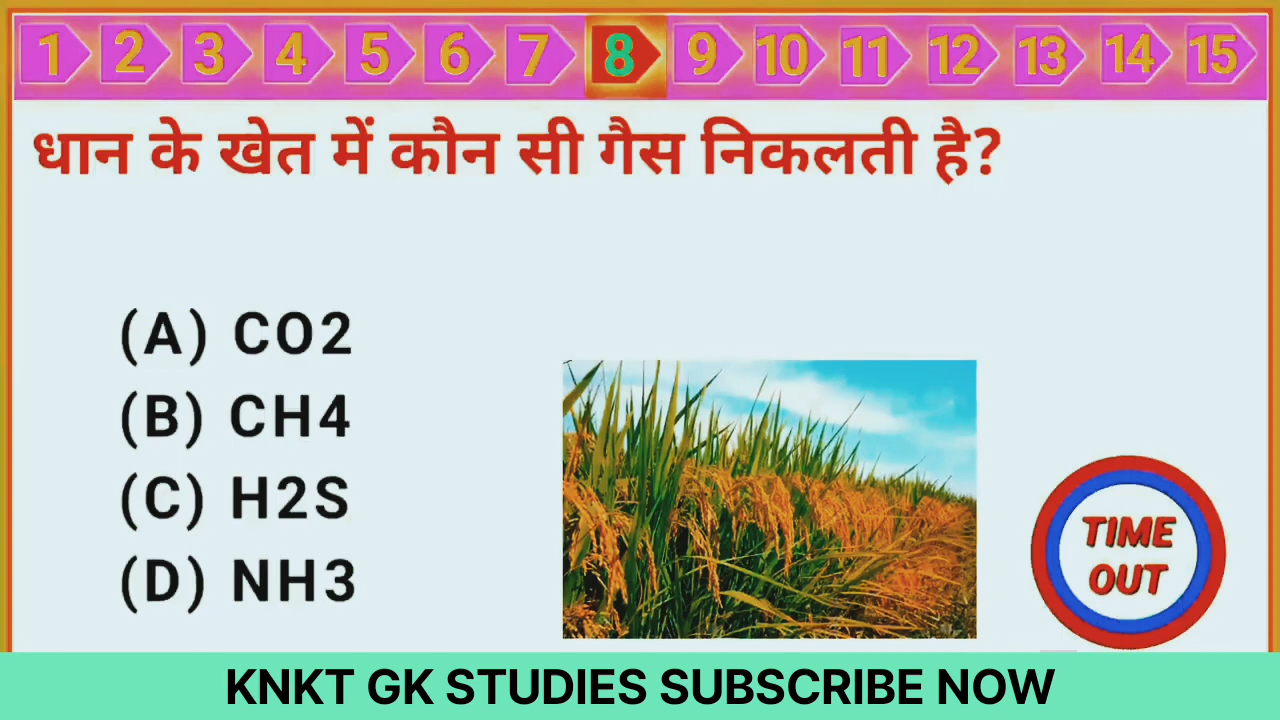 1 2 3 4 5 6 7 8 9 10 11 12 13 14 15
धान के खेत में कौन सी गैस निकलती है?
(A) CO2
(B) CH4
(C) H2S
(D) NH3
TIME
OUT
KNKT GK STUDIES SUBSCRIBE NOW